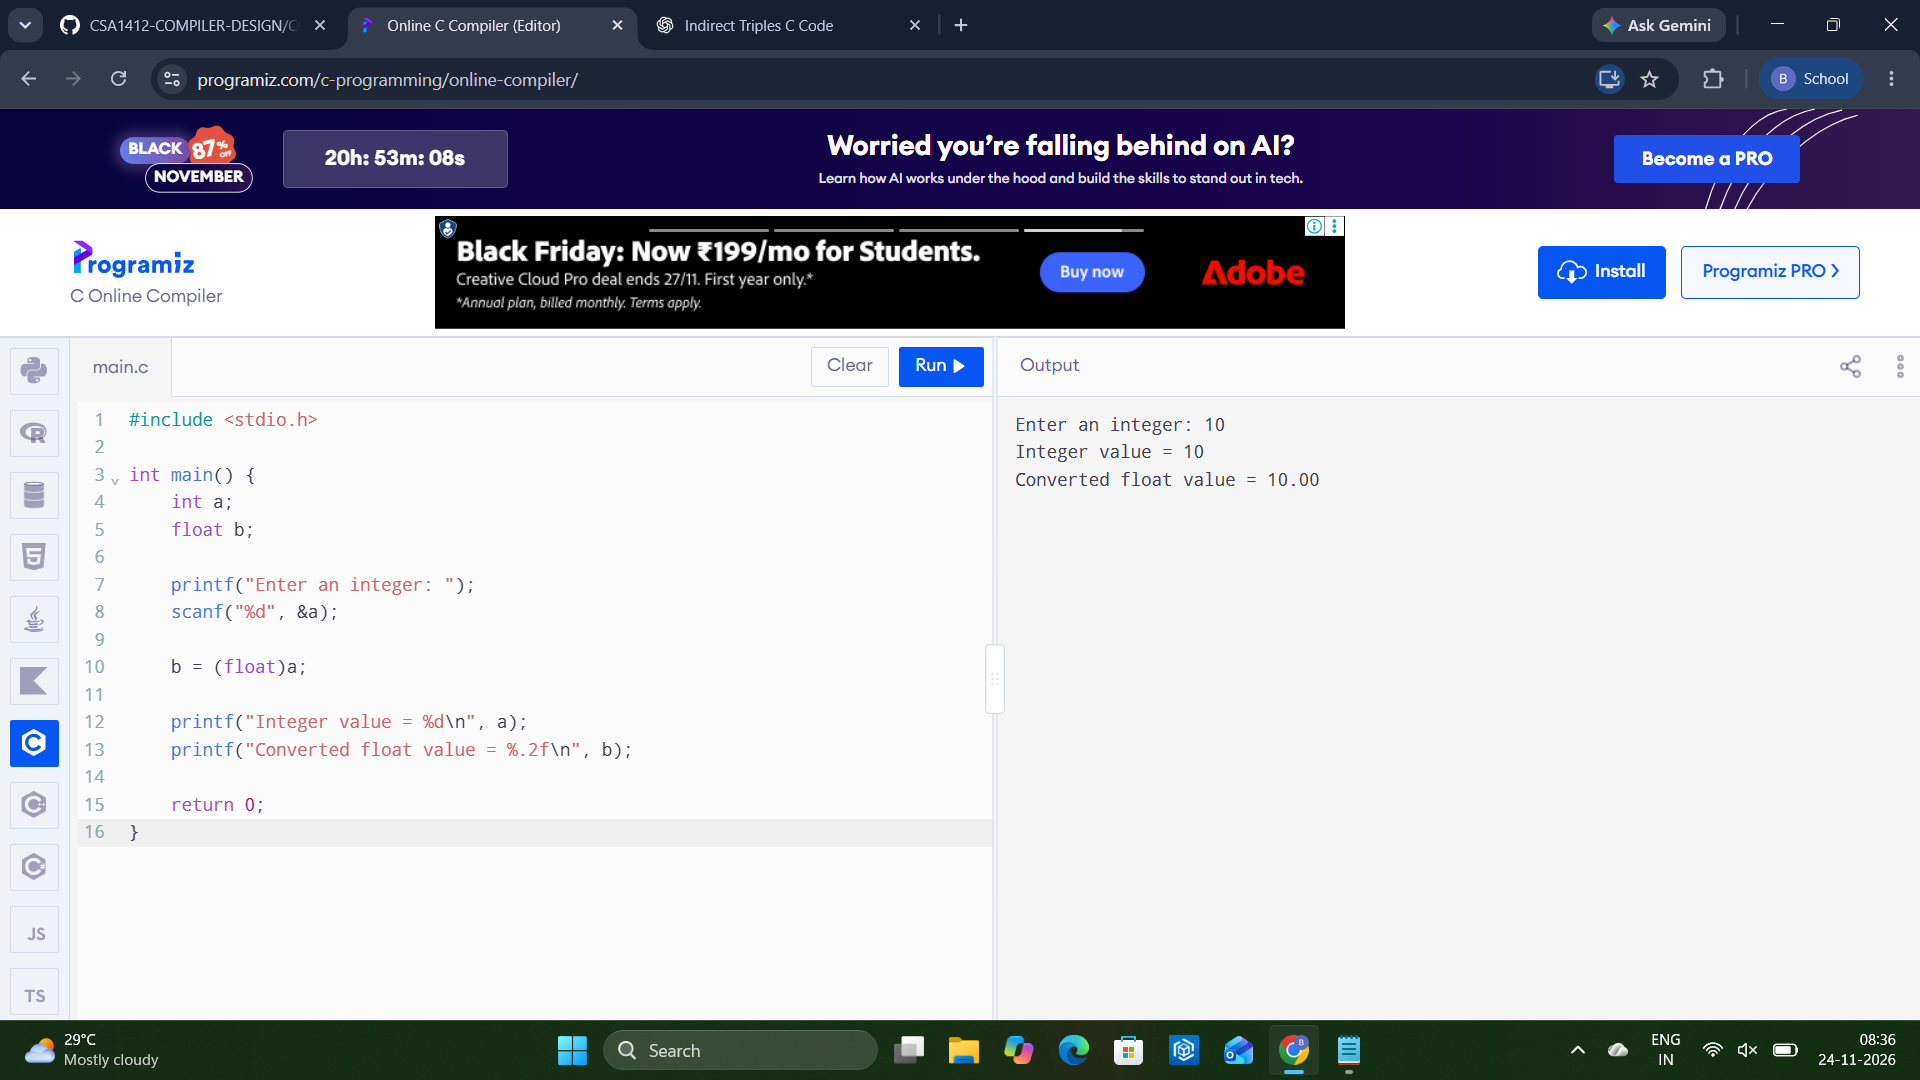 CSA1412-COMPILER-DESIGN/C
Online C Compiler (Editor)
Indirect Triples C Code
Ask Gemini
programiz.com/c-programming/online-compiler/
B School
BLACK 87% OFF
NOVEMBER
20h: 53m: 08s
Worried you’re falling behind on AI?
Learn how AI works under the hood and build the skills to stand out in tech.
Become a PRO
Programiz
C Online Compiler
Black Friday: Now ₹199/mo for Students.
Creative Cloud Pro deal ends 27/11. First year only.*
*Annual plan, billed monthly. Terms apply.
Buy now
Adobe
Install
Programiz PRO
main.c
Clear
Run
Output
1 #include <stdio.h>
2
3 int main() {
4     int a;
5     float b;
6
7     printf("Enter an integer: ");
8     scanf("%d", &a);
9
10     b = (float)a;
11
12     printf("Integer value = %d\n", a);
13     printf("Converted float value = %.2f\n", b);
14
15     return 0;
16 }
Enter an integer: 10
Integer value = 10
Converted float value = 10.00
JS
TS
29°C
Mostly cloudy
Search
ENG
IN
08:36
24-11-2026